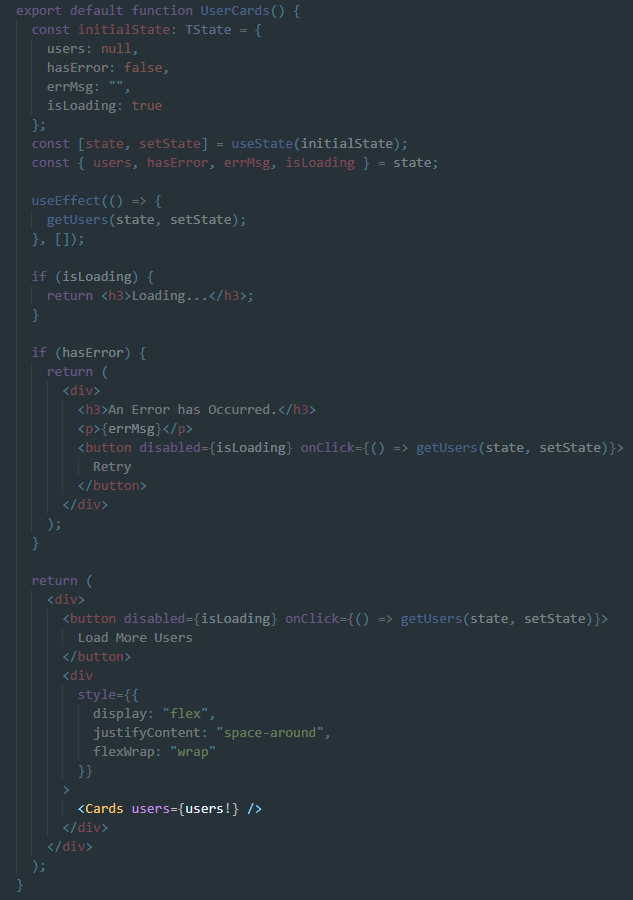 export default function UserCards() {
const initialState: TState = {
users: null,
hasError: false,
errMsg: "",
isLoading: true
};
const [state, setState] = useState(initialState);
const { users, hasError, errMsg, isLoading } = state;
useEffect(() => {
getUsers(state, setState);
}, []);
if (isLoading) {
return <h3>Loading...</h3>;
}
if (hasError) {
return (
<div>
<h3>An Error has Occurred.</h3>
<p>{errMsg}</p>
<button disabled={isLoading} onClick={() => getUsers(state, setState)}>
Retry
</button>
</div>
);
}
return (
<div>
<button disabled={isLoading} onClick={() => getUsers(state, setState)}>
Load More Users
</button>
<div
style={{
display: "flex",
justifyContent: "space-around",
flexWrap: "wrap"
}}
>
<Cards users={users!} />
</div>
</div>
);
}